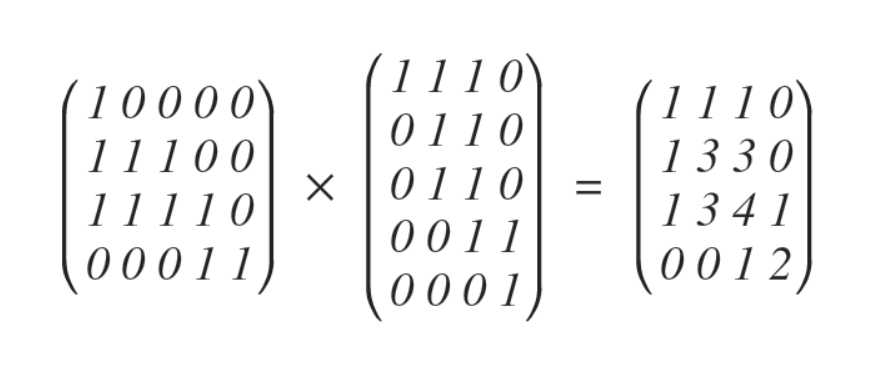 (1 0 0 0 0
1 1 1 0 0
1 1 1 1 0
0 0 0 1 1)
×
(1 1 1 0
0 1 1 0
0 1 1 0
0 0 1 1
0 0 0 1)
=
(1 1 1 0
1 3 3 0
1 3 4 1
0 0 1 2)